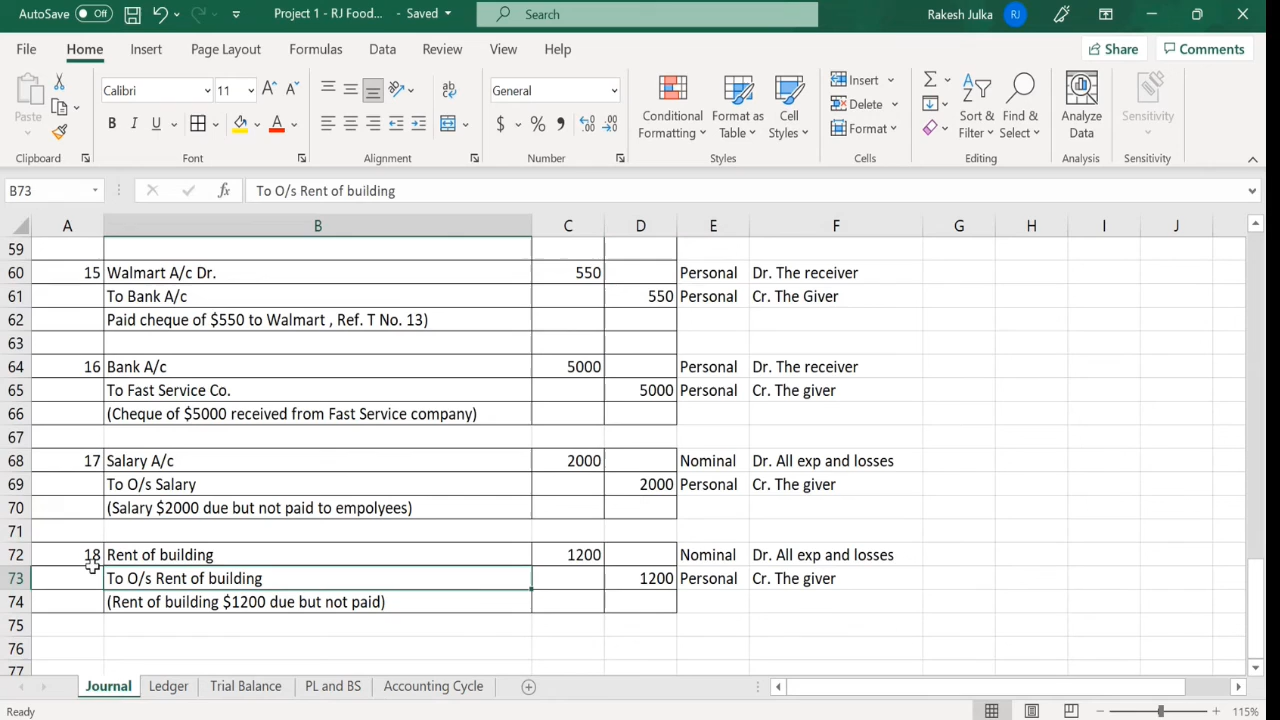 AutoSave Off Project 1 - RJ Food... - Saved Search Rakesh Julka RJ
File Home Insert Page Layout Formulas Data Review View Help Share Comments
Paste Calibri 11 General Conditional Formatting Format as Table Cell Styles Insert Delete Format Sort & Filter Find & Select Analyze Data Sensitivity
Clipboard Font Alignment Number Styles Cells Editing Analysis Sensitivity
B73 fx To O/s Rent of building
A B C D E F G H I J
59
60 15 Walmart A/c Dr. 550 Personal Dr. The receiver
61 To Bank A/c 550 Personal Cr. The Giver
62 Paid cheque of $550 to Walmart , Ref. T No. 13)
63
64 16 Bank A/c 5000 Personal Dr. The receiver
65 To Fast Service Co. 5000 Personal Cr. The giver
66 (Cheque of $5000 received from Fast Service company)
67
68 17 Salary A/c 2000 Nominal Dr. All exp and losses
69 To O/s Salary 2000 Personal Cr. The giver
70 (Salary $2000 due but not paid to empolyees)
71
72 18 Rent of building 1200 Nominal Dr. All exp and losses
73 To O/s Rent of building 1200 Personal Cr. The giver
74 (Rent of building $1200 due but not paid)
75
76
77
Journal Ledger Trial Balance PL and BS Accounting Cycle
Ready 115%